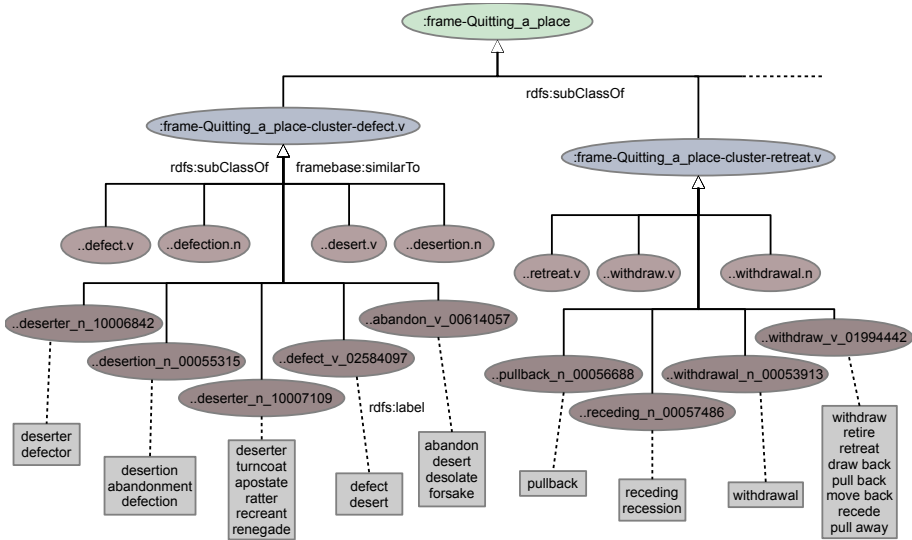 :frame-Quitting_a_place
rdfs:subClassOf
:frame-Quitting_a_place-cluster-defect.v
:frame-Quitting_a_place-cluster-retreat.v
rdfs:subClassOf
framebase:similarTo
..defect.v
..defection.n
..desert.v
..desertion.n
..retreat.v
..withdraw.v
..withdrawal.n
..deserter_n_10006842
..desertion_n_00055315
..deserter_n_10007109
..defect_v_02584097
..abandon_v_00614057
..pullback_n_00056688
..receding_n_00057486
..withdrawal_n_00053913
..withdraw_v_01994442
rdfs:label
deserter
defector
desertion
abandonment
defection
deserter
turncoat
apostate
ratter
recreant
renegade
defect
desert
abandon
desert
desolate
forsake
pullback
receding
recession
withdrawal
withdraw
retire
retreat
draw back
pull back
move back
recede
pull away